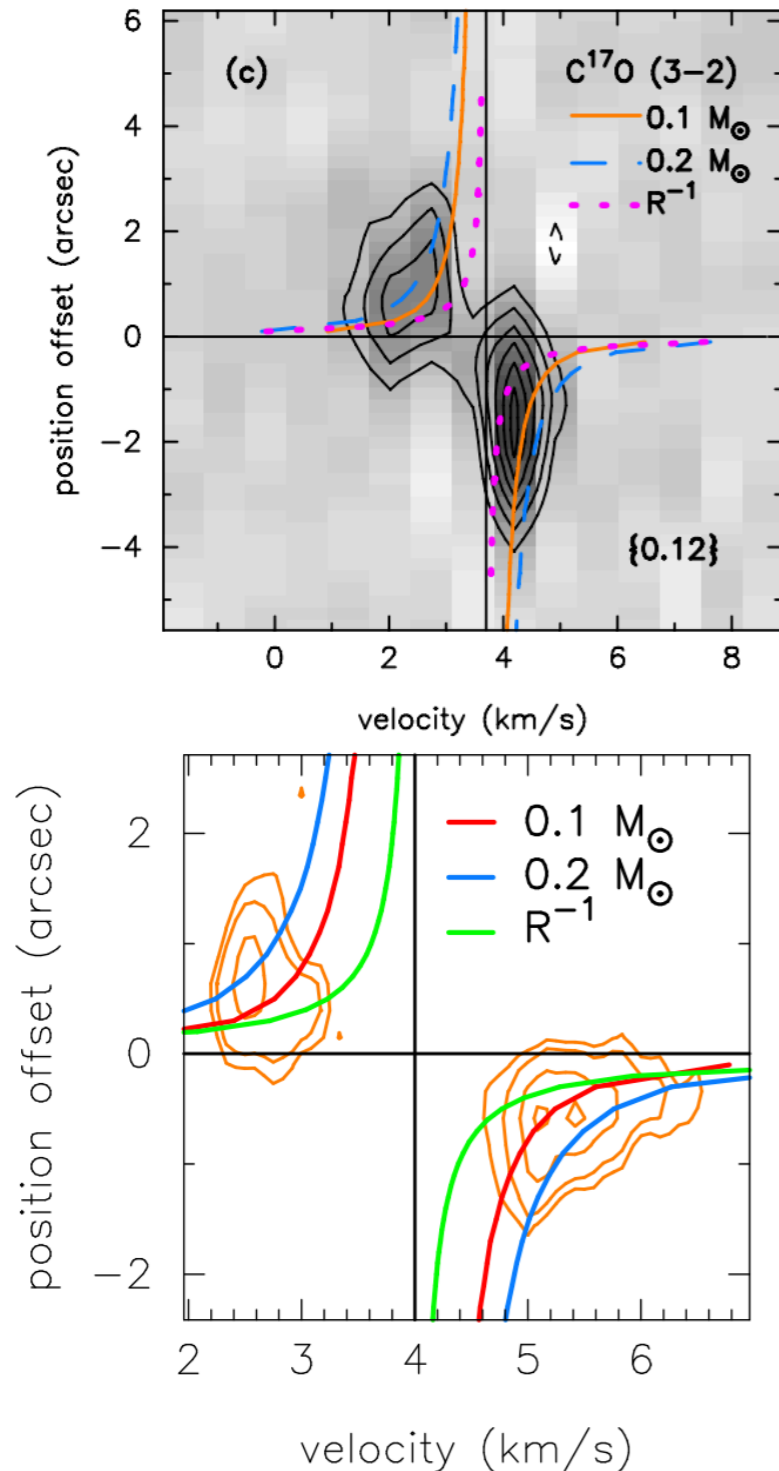 (c)
C¹⁷O (3−2)
0.1 M⊙
0.2 M⊙
R⁻¹
{0.12}
6
4
2
0
−2
−4
position offset (arcsec)
0 2 4 6 8
velocity (km/s)
0.1 M⊙
0.2 M⊙
R⁻¹
2
0
−2
position offset (arcsec)
2 3 4 5 6
velocity (km/s)